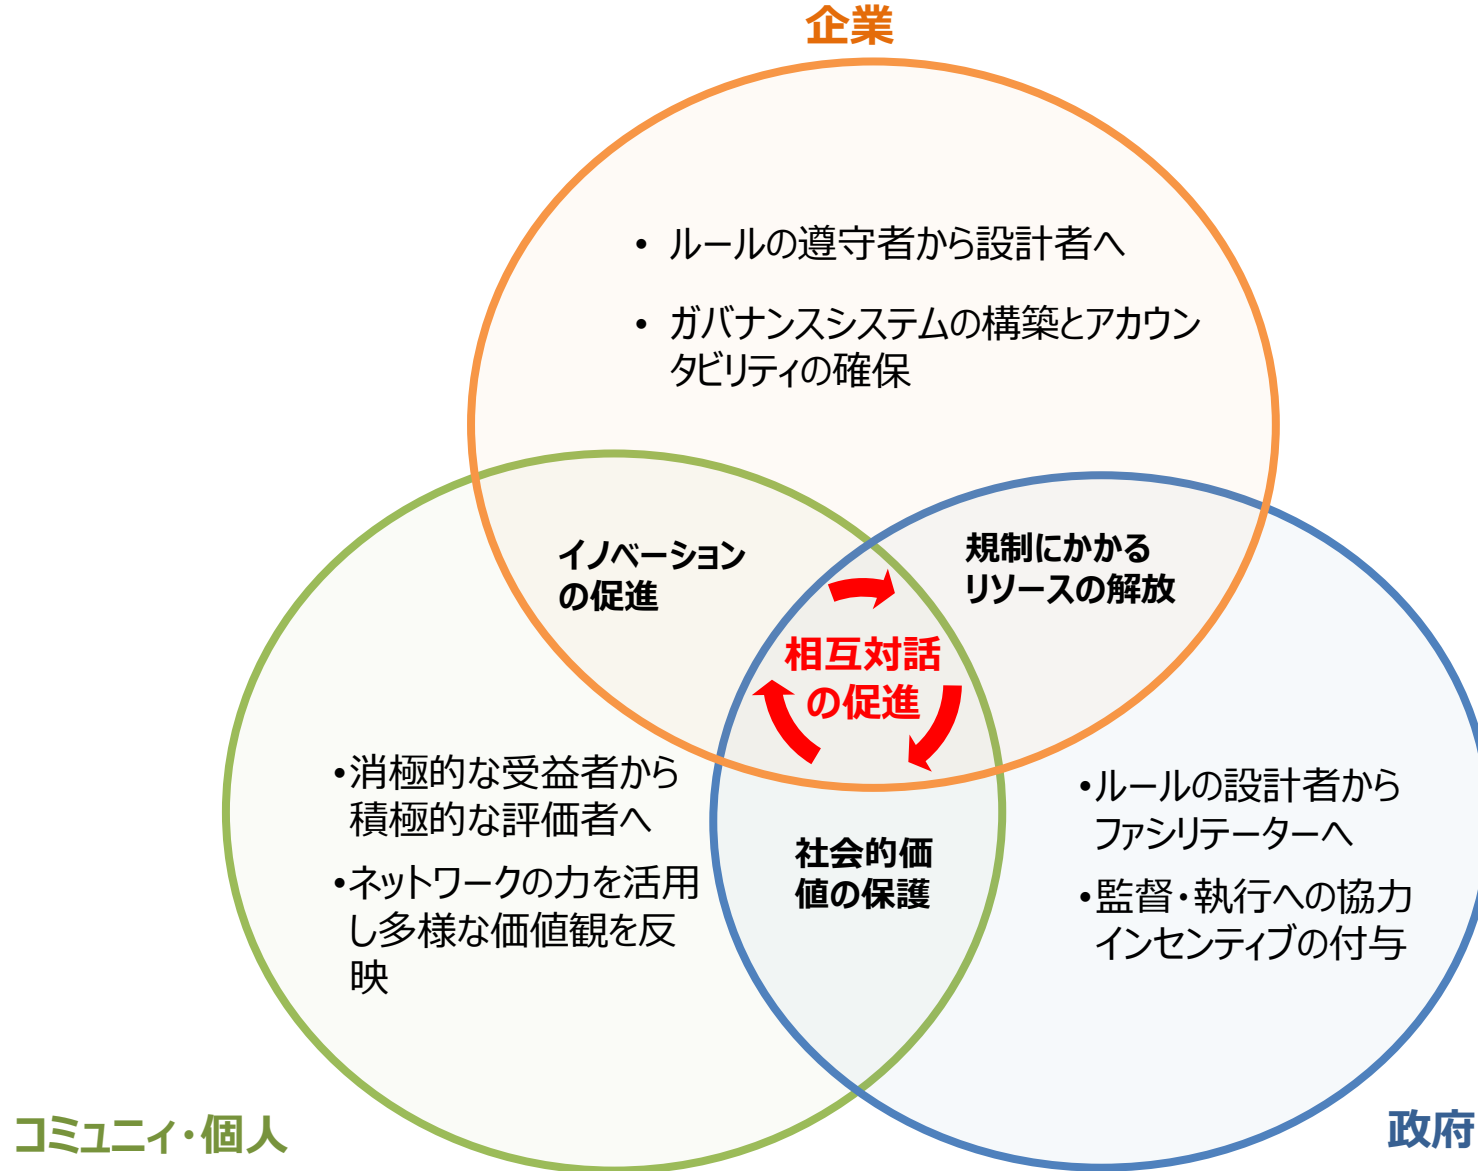 企業
• ルールの遵守者から設計者へ
• ガバナンスシステムの構築とアカウン
タビリティの確保
イノベーション
の促進
規制にかかる
リソースの解放
相互対話
の促進
•消極的な受益者から
積極的な評価者へ
•ネットワークの力を活用
し多様な価値観を反
映
社会的価
値の保護
•ルールの設計者から
ファシリテーターへ
•監督・執行への協力
インセンティブの付与
コミュニィ・個人
政府